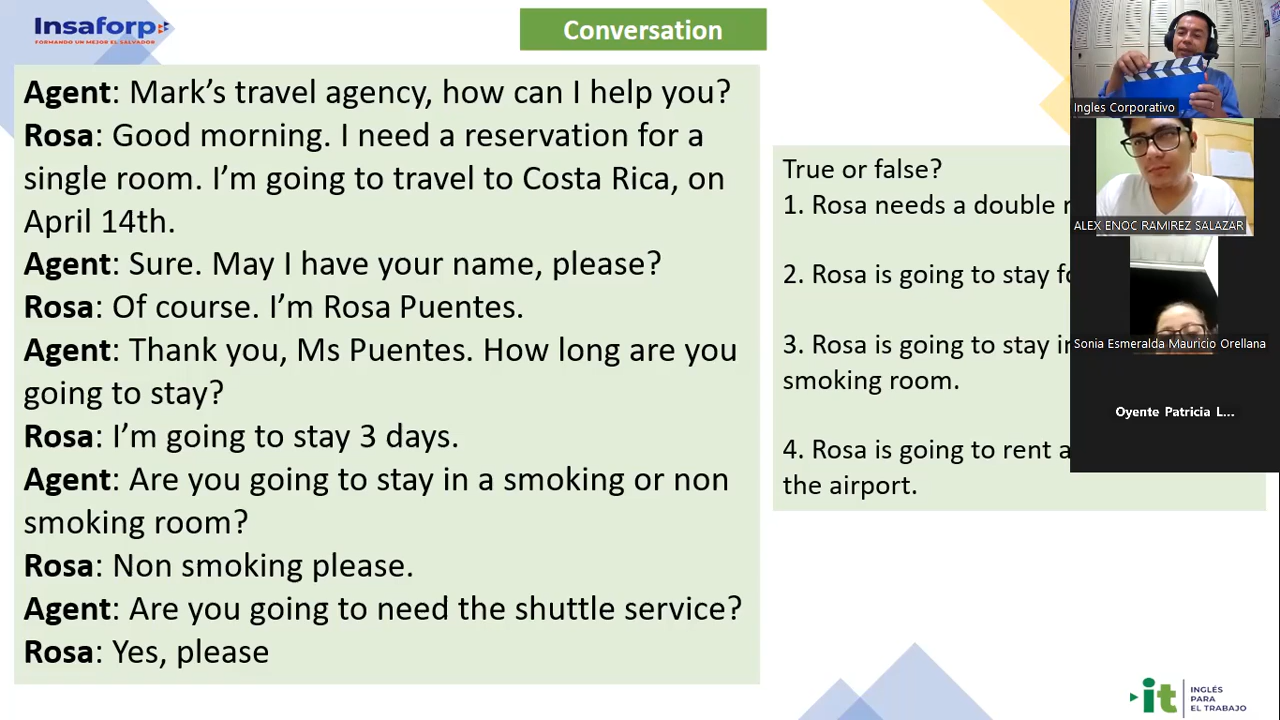 Insaforp
FORMANDO UN MEJOR EL SALVADOR
Conversation
Agent: Mark’s travel agency, how can I help you?
Rosa: Good morning. I need a reservation for a
single room. I’m going to travel to Costa Rica, on
April 14th.
Agent: Sure. May I have your name, please?
Rosa: Of course. I’m Rosa Puentes.
Agent: Thank you, Ms Puentes. How long are you
going to stay?
Rosa: I’m going to stay 3 days.
Agent: Are you going to stay in a smoking or non
smoking room?
Rosa: Non smoking please.
Agent: Are you going to need the shuttle service?
Rosa: Yes, please
True or false?
1. Rosa needs a double
2. Rosa is going to stay
3. Rosa is going to stay
smoking room.
4. Rosa is going to rent
the airport.
Ingles Corporativo
ALEX ENOC RAMIREZ SALAZAR
Sonia Esmeralda Mauricio Orellana
Oyente Patricia L...
it
INGLÉS
PARA
EL TRABAJO